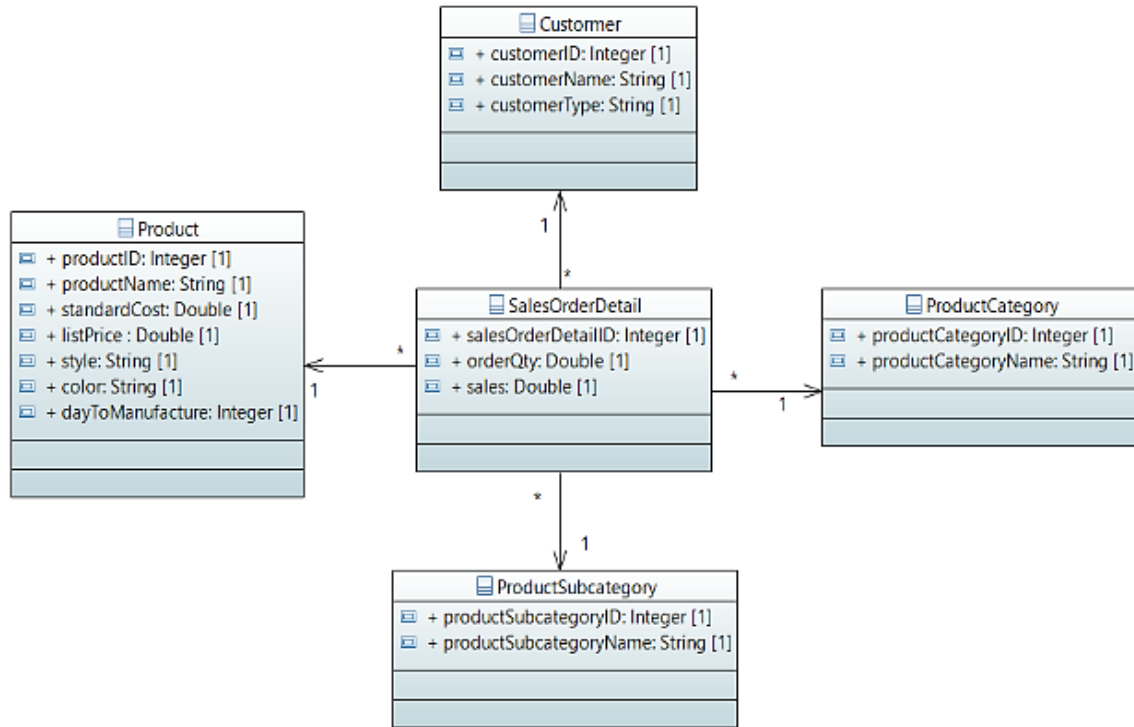 Custormer
+ customerID: Integer [1]
+ customerName: String [1]
+ customerType: String [1]
1
*
Product
+ productID: Integer [1]
+ productName: String [1]
+ standardCost: Double [1]
+ listPrice : Double [1]
+ style: String [1]
+ color: String [1]
+ dayToManufacture: Integer [1]
*
1
SalesOrderDetail
+ salesOrderDetailID: Integer [1]
+ orderQty: Double [1]
+ sales: Double [1]
*
1
ProductCategory
+ productCategoryID: Integer [1]
+ productCategoryName: String [1]
*
1
ProductSubcategory
+ productSubcategoryID: Integer [1]
+ productSubcategoryName: String [1]